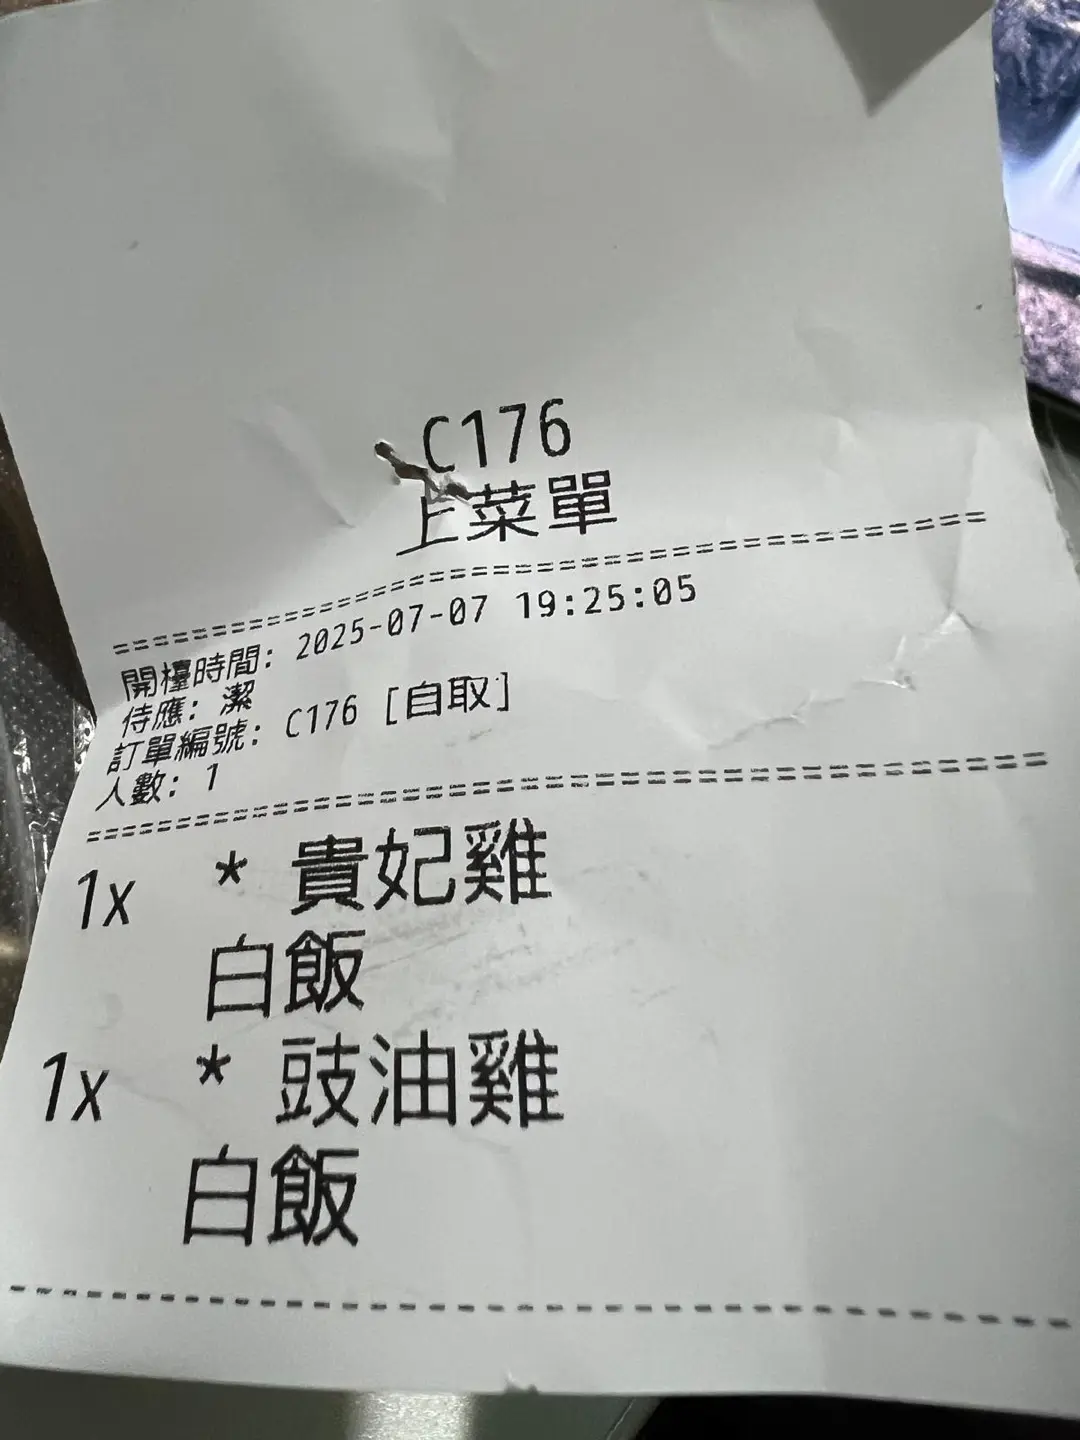 C176
上菜單
==================================================
開檯時間: 2025-07-07 19:25:05
侍應: 潔
訂單編號: C176 [自取]
人數: 1
==================================================
1x * 貴妃雞
白飯
1x * 豉油雞
白飯
--------------------------------------------------